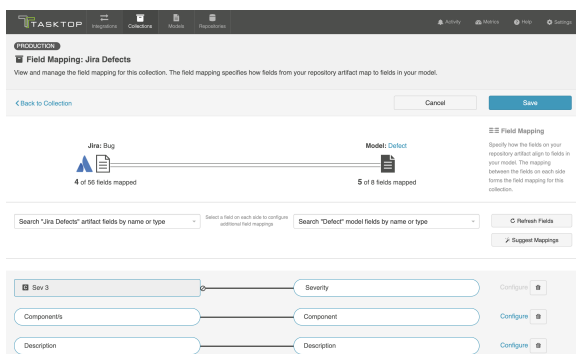 TASKTOP
Integrations
Collections
Models
Repositories
Activity
Metrics
Help
Settings
PRODUCTION
Field Mapping: Jira Defects
View and manage the field mapping for this collection. The field mapping specifies how fields from your repository artifact map to fields in your model.
Back to Collection
Cancel
Save
Jira: Bug
Model: Defect
4 of 56 fields mapped
5 of 8 fields mapped
Field Mapping
Specify how the fields on your
repository artifact align to fields in
your model. The mapping
between the fields on each side
forms the field mapping for this
collection.
Search "Jira Defects" artifact fields by name or type
Select a field on each side to configure
additional field mappings
Search "Defect" model fields by name or type
Refresh Fields
Suggest Mappings
C Sev 3
Severity
Configure
Component/s
Component
Configure
Description
Description
Configure